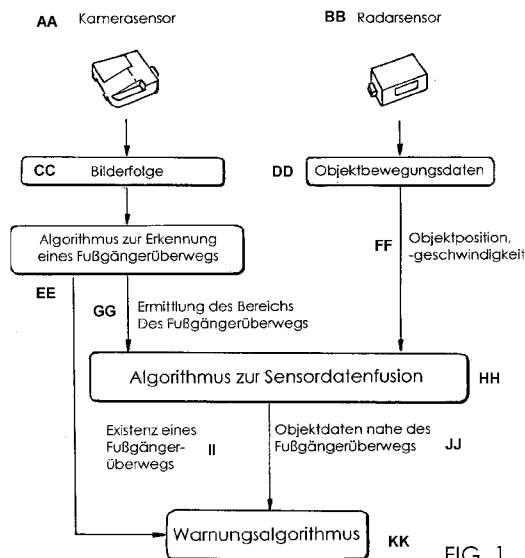 AA Kamerasensor
BB Radarsensor
CC Bilderfolge
DD Objektbewegungsdaten
Algorithmus zur Erkennung
eines Fußgängerüberwegs
EE
FF Objektposition,
-geschwindigkeit
GG Ermittlung des Bereichs
Des Fußgängerüberwegs
Algorithmus zur Sensordatenfusion HH
Existenz eines
Fußgänger-
überwegs II
Objektdaten nahe des
Fußgängerüberwegs JJ
Warnungsalgorithmus KK
FIG. 1